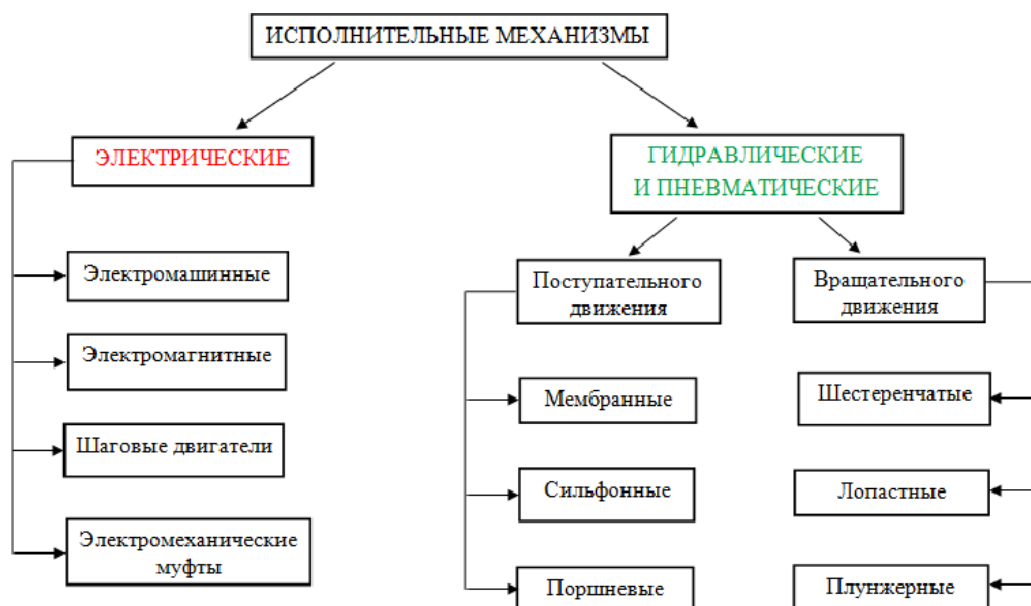 ИСПОЛНИТЕЛЬНЫЕ МЕХАНИЗМЫ
ЭЛЕКТРИЧЕСКИЕ
ГИДРАВЛИЧЕСКИЕ
И ПНЕВМАТИЧЕСКИЕ
Электромашинные
Электромагнитные
Шаговые двигатели
Электромеханические
муфты
Поступательного
движения
Мембранные
Сильфонные
Поршневые
Вращательного
движения
Шестеренчатые
Лопастные
Плунжерные